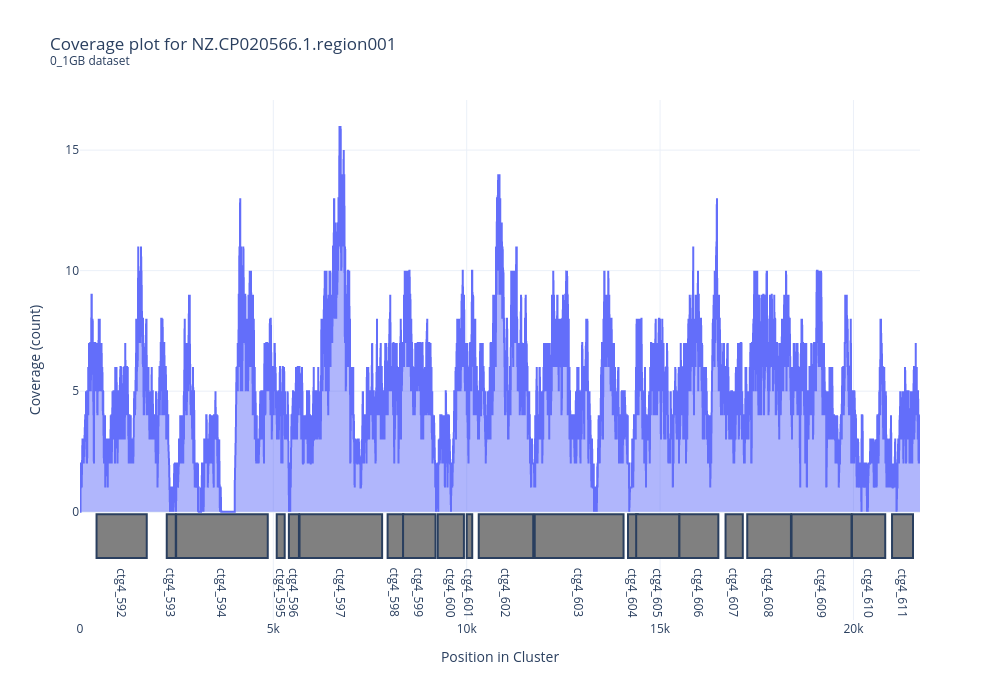 Coverage plot for NZ.CP020566.1.region001
0_1GB dataset
Coverage (count)
15
10
5
0
ctg4_592
ctg4_593
ctg4_594
ctg4_595
ctg4_596
ctg4_597
ctg4_598
ctg4_599
ctg4_600
ctg4_601
ctg4_602
ctg4_603
ctg4_604
ctg4_605
ctg4_606
ctg4_607
ctg4_608
ctg4_609
ctg4_610
ctg4_611
0 5k 10k 15k 20k
Position in Cluster